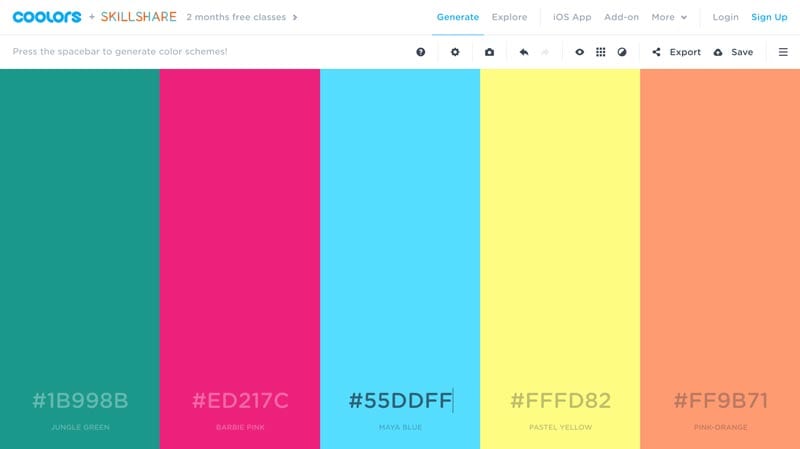 coolors + SKILLSHARE 2 months free classes
Generate Explore iOS App Add-on More Login Sign Up
Press the spacebar to generate color schemes!
Export Save
#1B998B #ED217C #55DDFF #FFFD82 #FF9B71
JUNGLE GREEN BARBIE PINK MAYA BLUE PASTEL YELLOW PINK-ORANGE